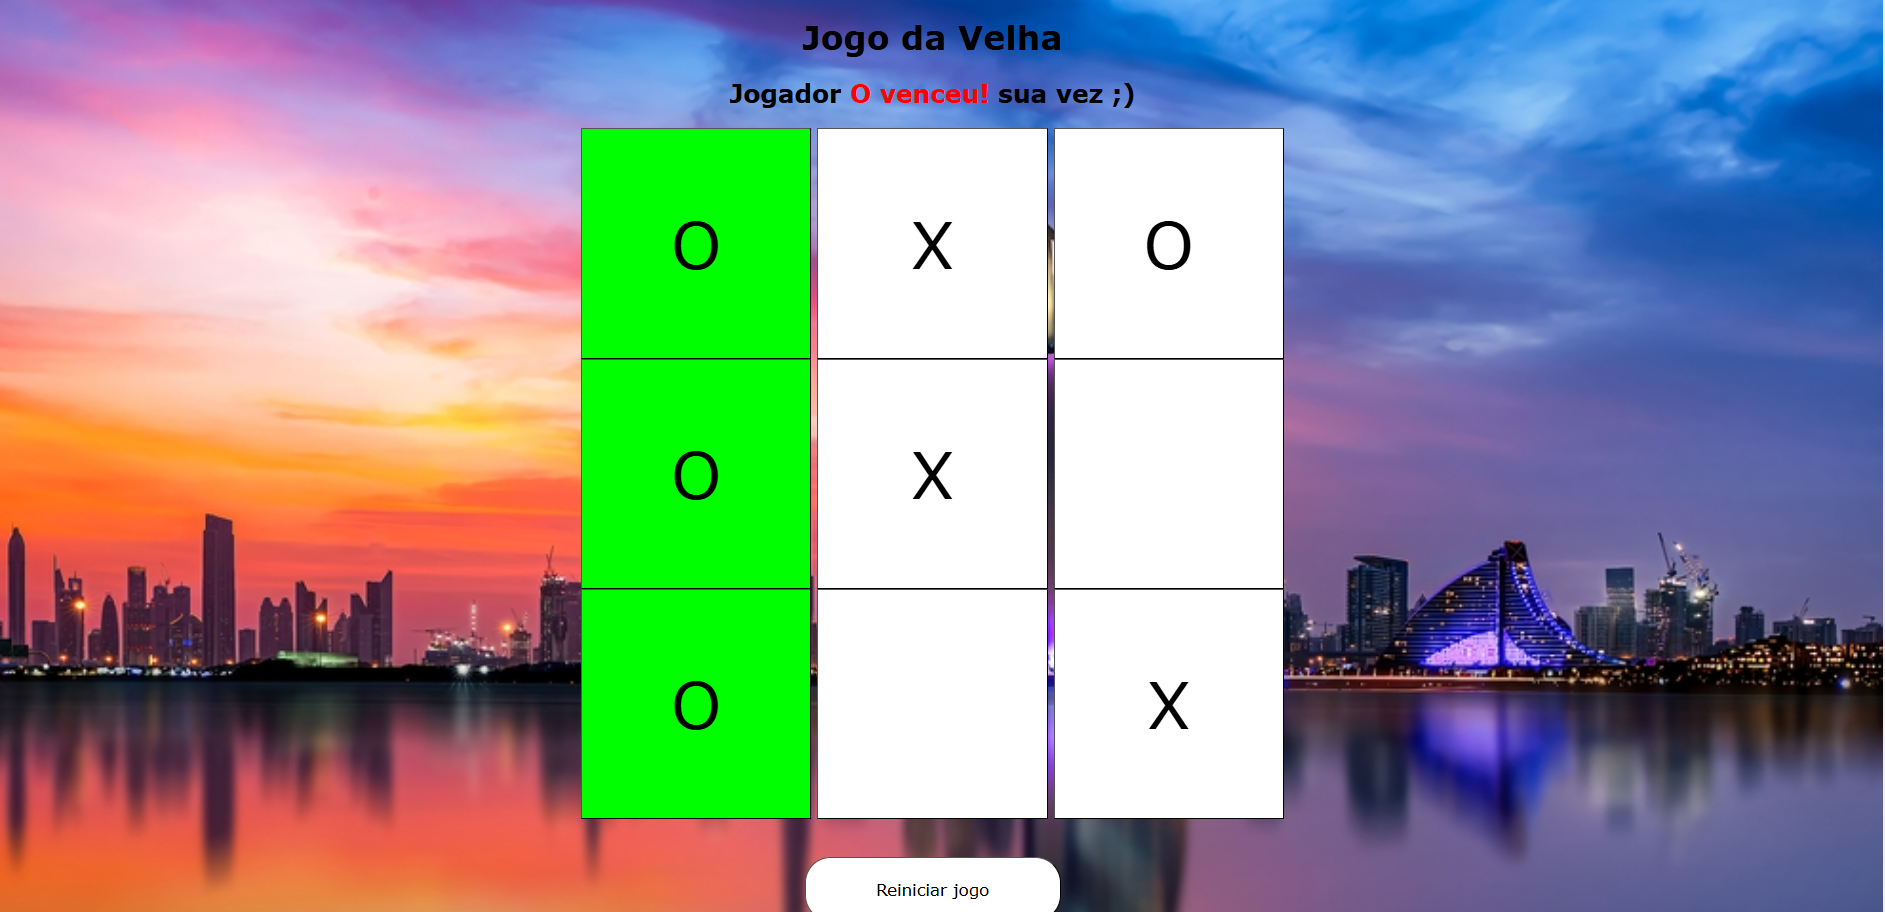 Jogo da Velha
Jogador O venceu! sua vez ;)
O X O
O X
O X
Reiniciar jogo